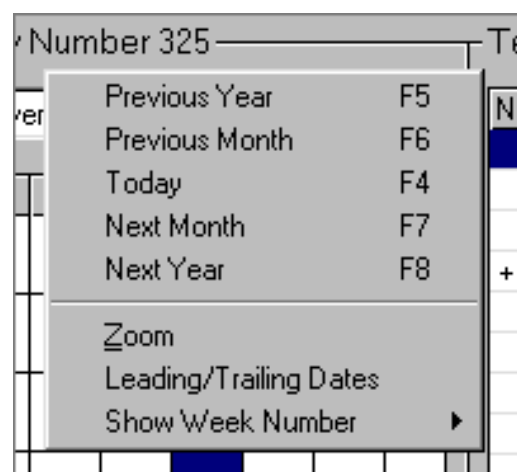 Number 325
Previous Year F5
Previous Month F6
Today F4
Next Month F7
Next Year F8
Zoom
Leading/Trailing Dates
Show Week Number
N
+